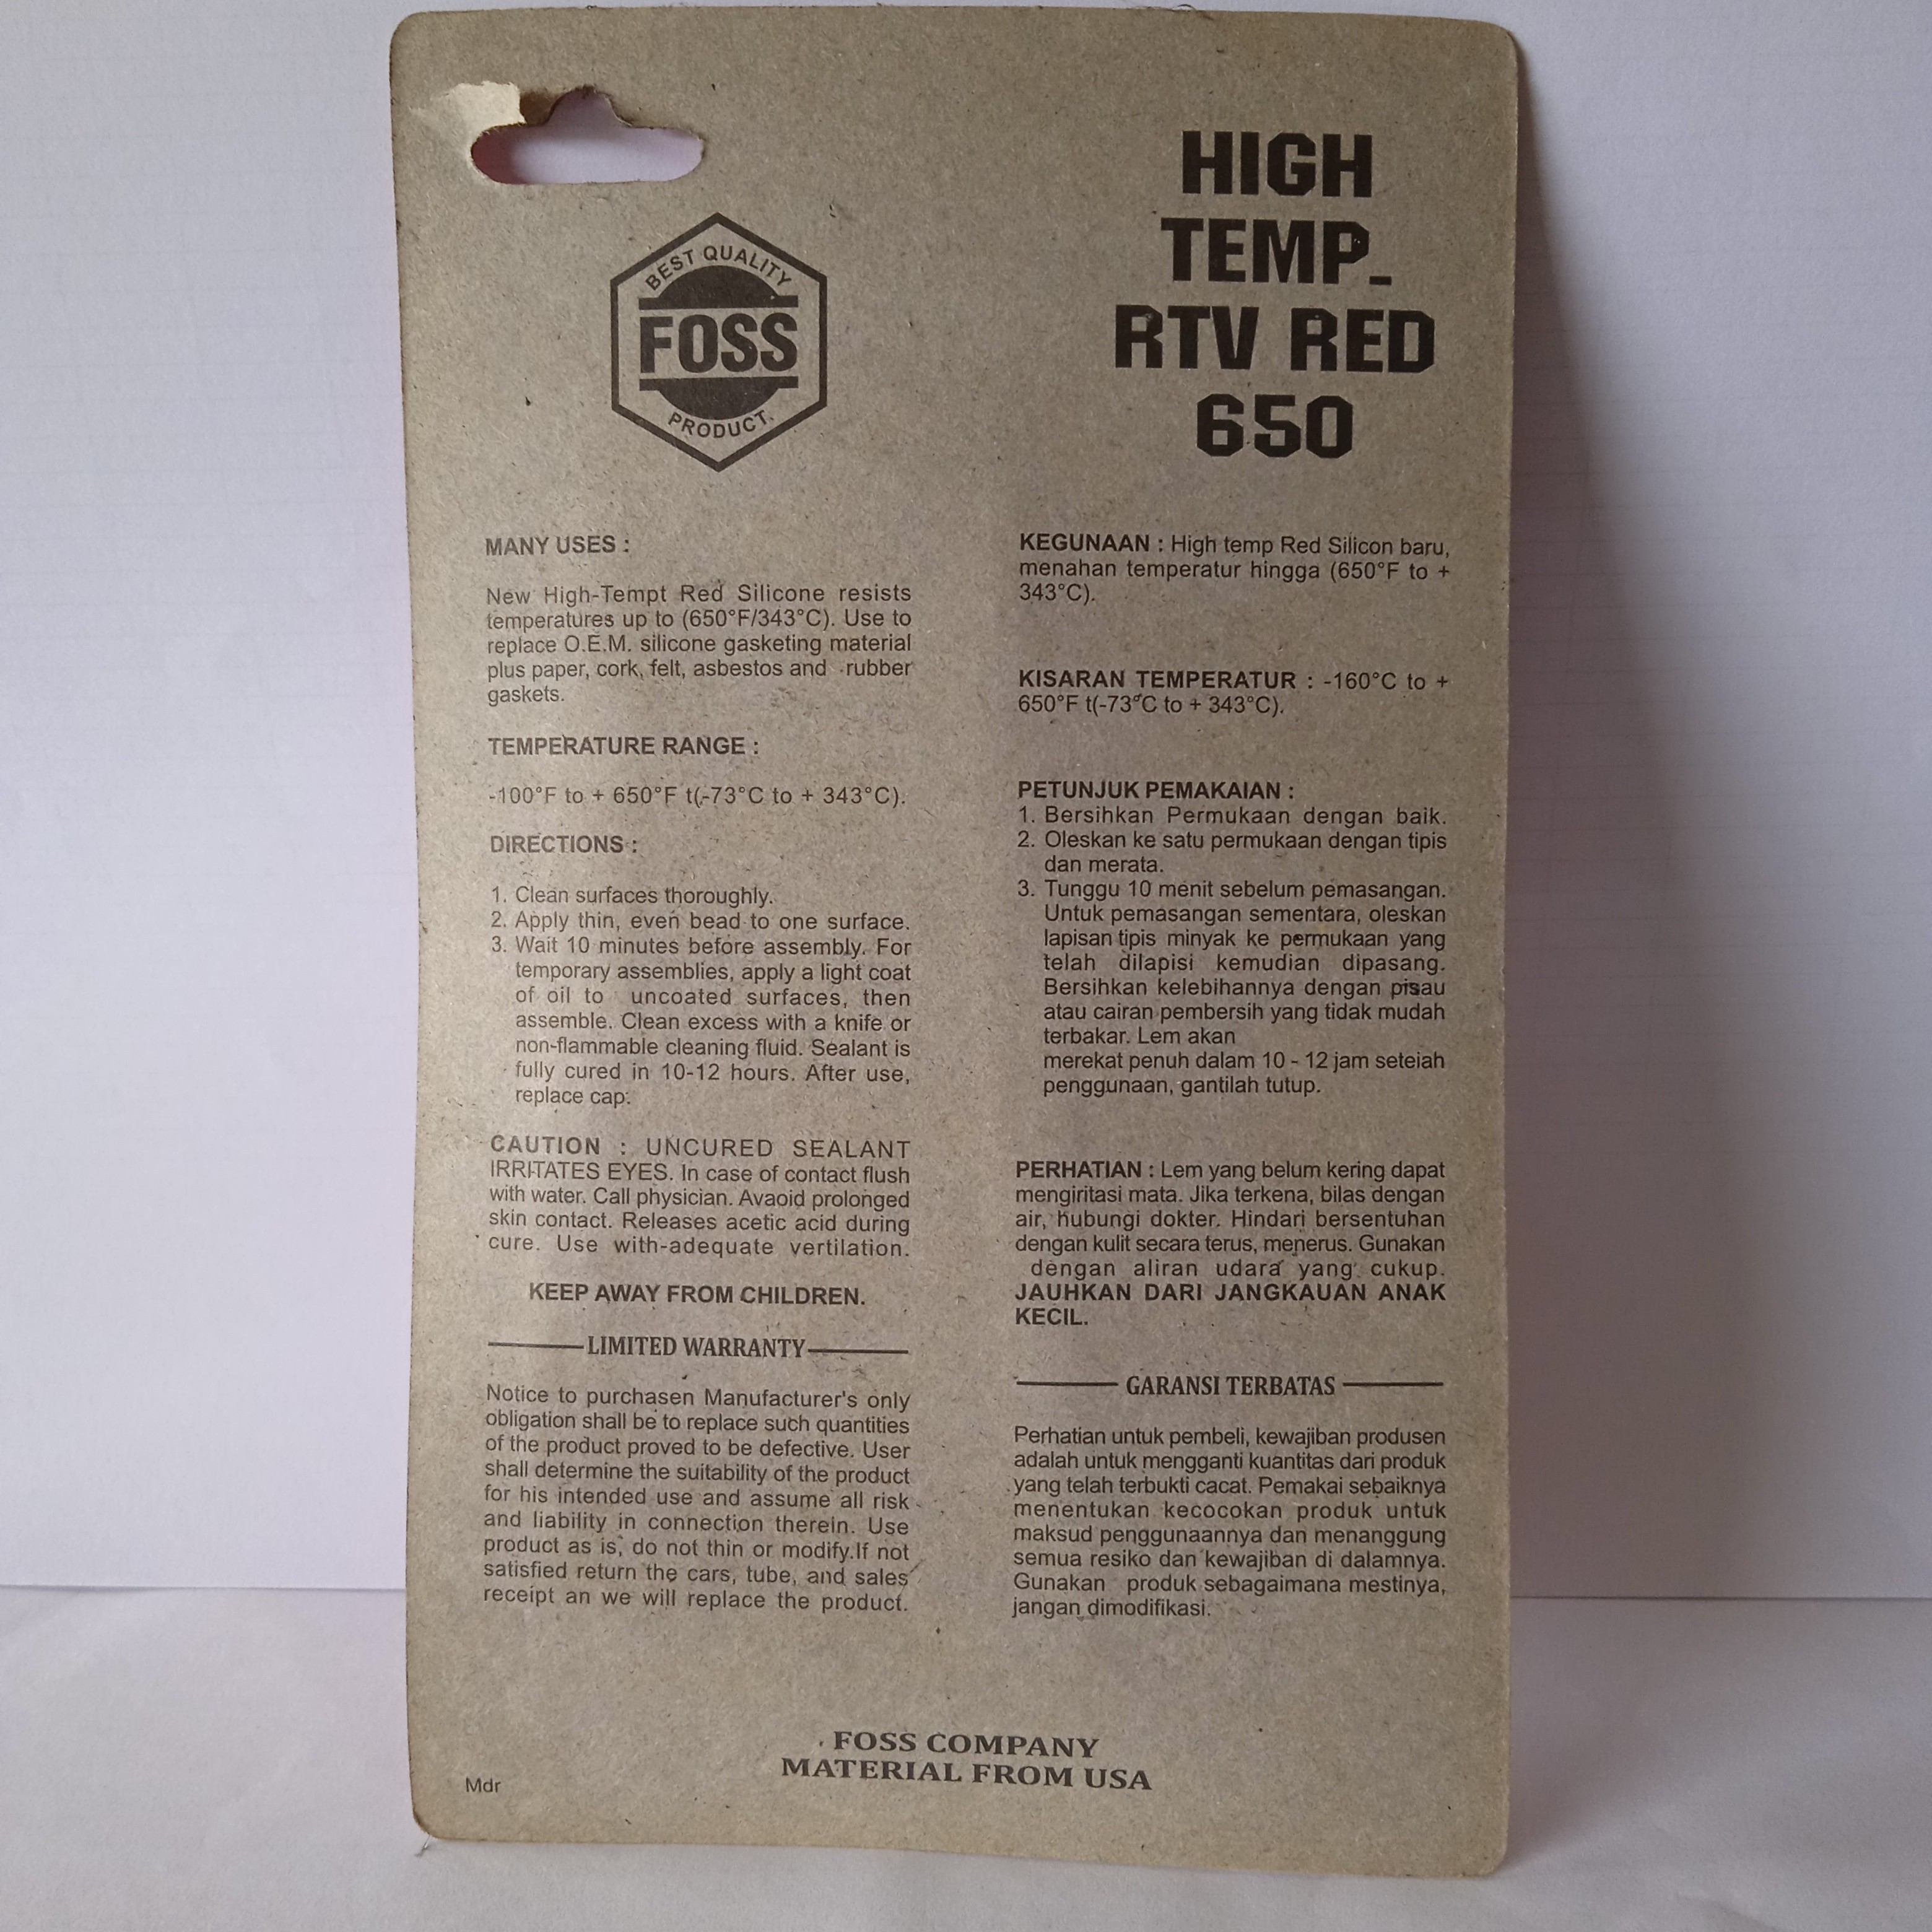 BEST QUALITY
FOSS
PRODUCT.
HIGH
TEMP.
RTV RED
650
MANY USES :
New High-Tempt Red Silicone resists
temperatures up to (650°F/343°C). Use to
replace O.E.M. silicone gasketing material
plus paper, cork, felt, asbestos and rubber
gaskets.
TEMPERATURE RANGE :
-100°F to + 650°F t(-73°C to + 343°C).
DIRECTIONS :
1. Clean surfaces thoroughly.
2. Apply thin, even bead to one surface.
3. Wait 10 minutes before assembly. For
temporary assemblies, apply a light coat
of oil to uncoated surfaces, then
assemble. Clean excess with a knife or
non-flammable cleaning fluid. Sealant is
fully cured in 10-12 hours. After use,
replace cap.
CAUTION : UNCURED SEALANT
IRRITATES EYES. In case of contact flush
with water. Call physician. Avaoid prolonged
skin contact. Releases acetic acid during
cure. Use with-adequate vertilation.
KEEP AWAY FROM CHILDREN.
LIMITED WARRANTY
Notice to purchasen Manufacturer's only
obligation shall be to replace such quantities
of the product proved to be defective. User
shall determine the suitability of the product
for his intended use and assume all risk
and liability in connection therein. Use
product as is, do not thin or modify.If not
satisfied return the cars, tube, and sales
receipt an we will replace the product.
KEGUNAAN : High temp Red Silicon baru,
menahan temperatur hingga (650°F to +
343°C).
KISARAN TEMPERATUR : -160°C to +
650°F t(-73°C to + 343°C).
PETUNJUK PEMAKAIAN :
1. Bersihkan Permukaan dengan baik.
2. Oleskan ke satu permukaan dengan tipis
dan merata.
3. Tunggu 10 menit sebelum pemasangan.
Untuk pemasangan sementara, oleskan
lapisan tipis minyak ke permukaan yang
telah dilapisi kemudian dipasang.
Bersihkan kelebihannya dengan pisau
atau cairan pembersih yang tidak mudah
terbakar. Lem akan
merekat penuh dalam 10 - 12 jam seteiah
penggunaan, gantilah tutup.
PERHATIAN : Lem yang belum kering dapat
mengiritasi mata. Jika terkena, bilas dengan
air, hubungi dokter. Hindari bersentuhan
dengan kulit secara terus, menerus. Gunakan
dengan aliran udara yang cukup.
JAUHKAN DARI JANGKAUAN ANAK
KECIL.
GARANSI TERBATAS
Perhatian untuk pembeli, kewajiban produsen
adalah untuk mengganti kuantitas dari produk
yang telah terbukti cacat. Pemakai sebaiknya
menentukan kecocokan produk untuk
maksud penggunaannya dan menanggung
semua resiko dan kewajiban di dalamnya.
Gunakan produk sebagaimana mestinya,
jangan dimodifikasi.
FOSS COMPANY
MATERIAL FROM USA
Mdr